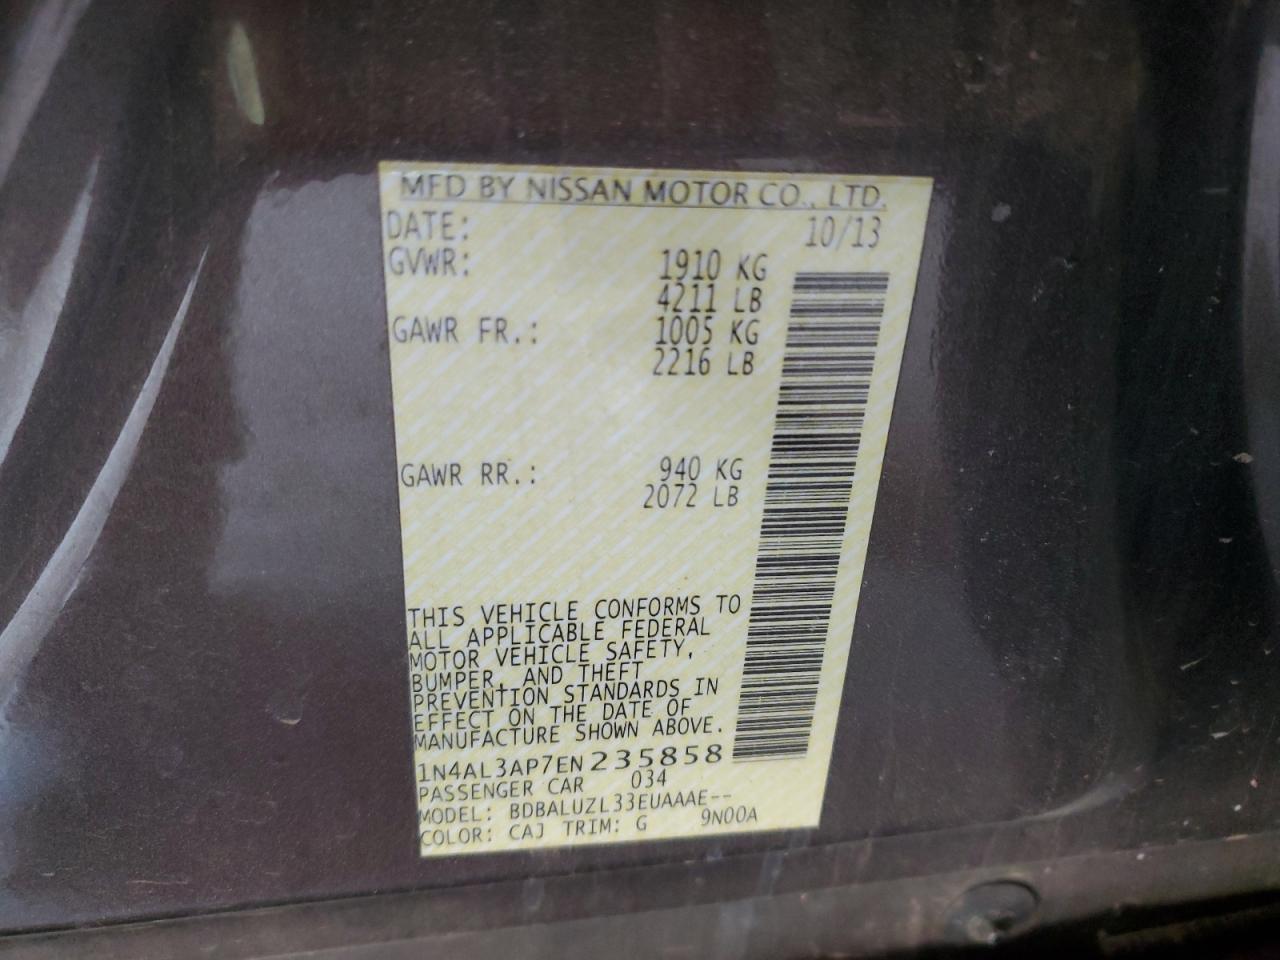 MFD BY NISSAN MOTOR CO., LTD.
DATE: 10/13
GVWR: 1910 KG
4211 LB
GAWR FR.: 1005 KG
2216 LB
GAWR RR.: 940 KG
2072 LB
THIS VEHICLE CONFORMS TO
ALL APPLICABLE FEDERAL
MOTOR VEHICLE SAFETY,
BUMPER, AND THEFT
PREVENTION STANDARDS IN
EFFECT ON THE DATE OF
MANUFACTURE SHOWN ABOVE.
1N4AL3AP7EN235858
PASSENGER CAR 034
MODEL: BDBALUZL33EUAAAE--
COLOR: CAJ TRIM: G 9N00A